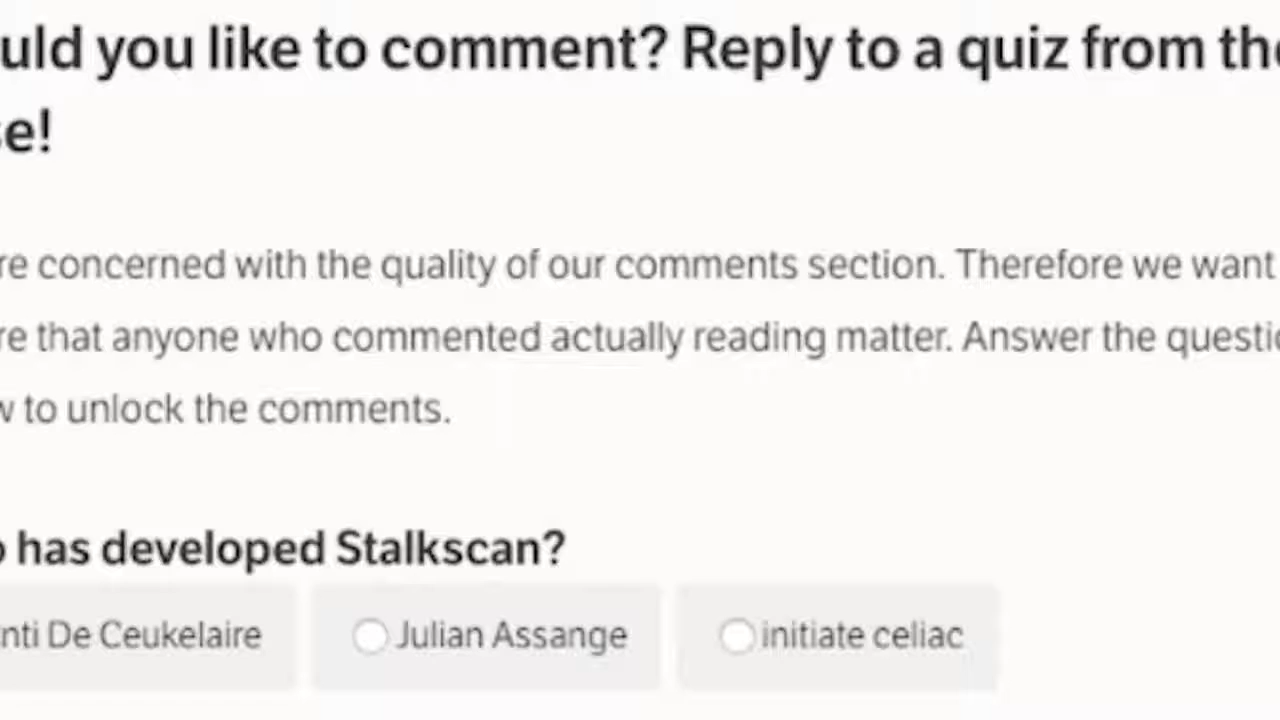 uld you like to comment? Reply to a quiz from the
se!
re concerned with the quality of our comments section. Therefore we want
re that anyone who commented actually reading matter. Answer the questio
w to unlock the comments.
o has developed Stalkscan?
nti De Ceukelaire
Julian Assange
initiate celiac